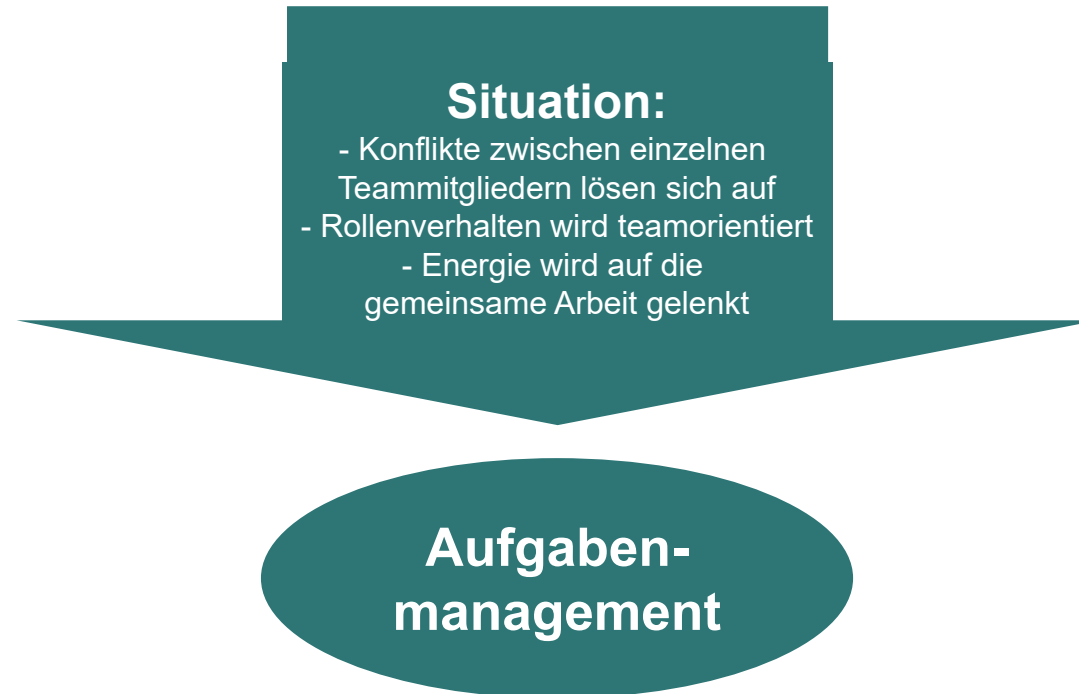 Situation:
- Konflikte zwischen einzelnen
Teammitgliedern lösen sich auf
- Rollenverhalten wird teamorientiert
- Energie wird auf die
gemeinsame Arbeit gelenkt
Aufgaben-
management